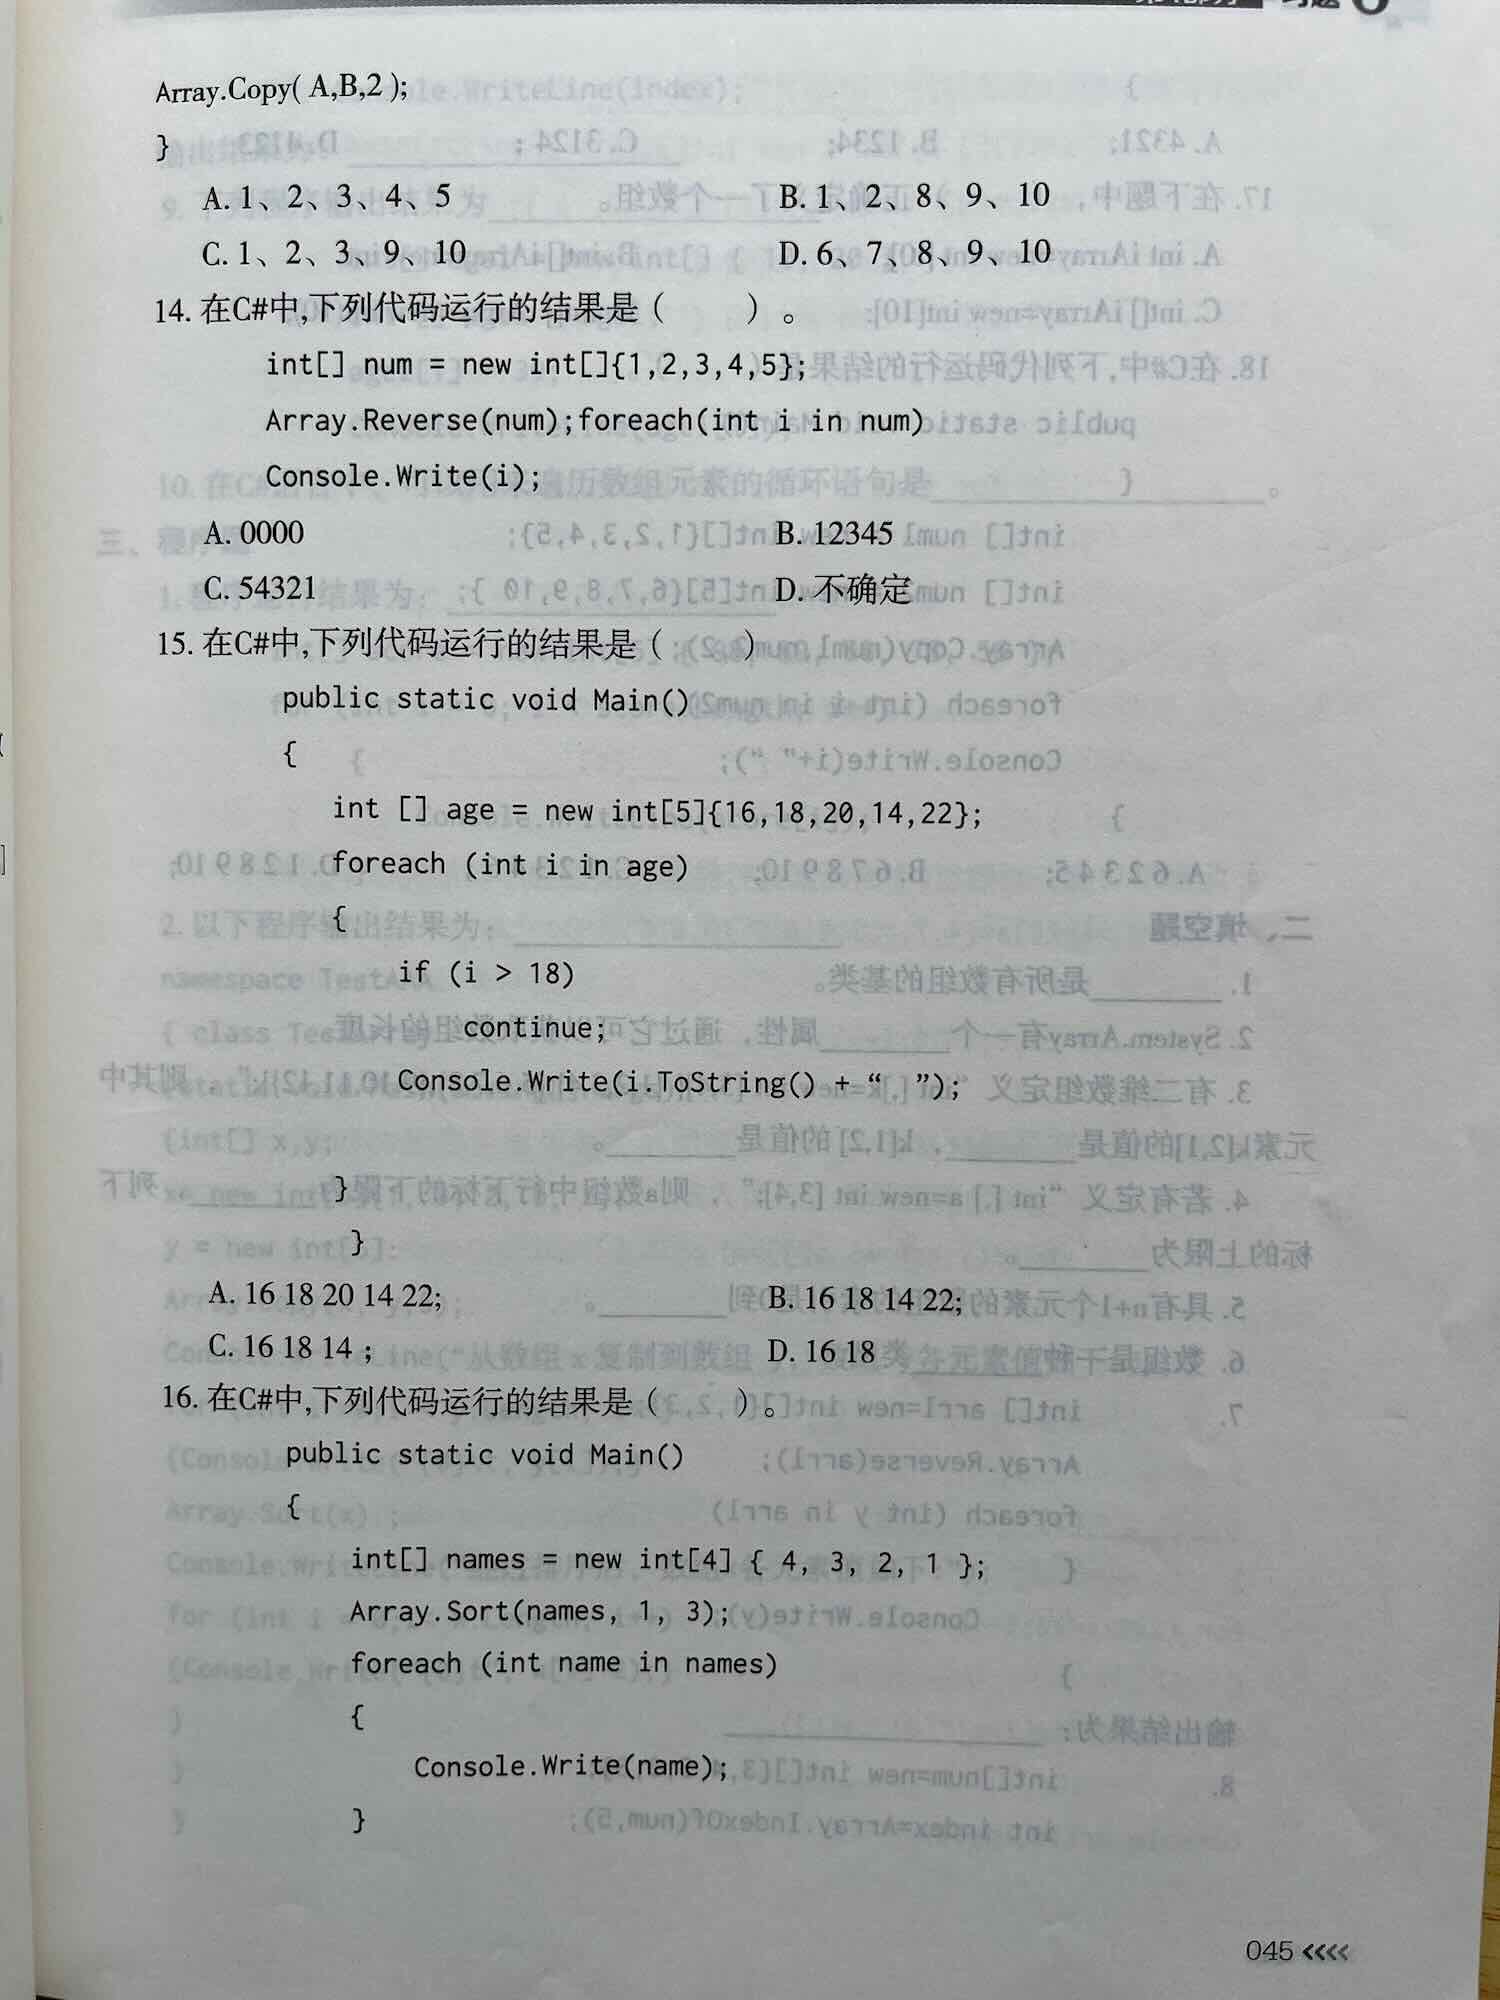 Array.Copy( A,B,2 );
}
A. 1、2、3、4、5 B. 1、2、8、9、10
C. 1、2、3、9、10 D. 6、7、8、9、10
14. 在C#中,下列代码运行的结果是（ ）。
int[] num = new int[]{1,2,3,4,5};
Array.Reverse(num);foreach(int i in num)
Console.Write(i);
A. 0000 B. 12345
C. 54321 D. 不确定
15. 在C#中,下列代码运行的结果是（ ）
public static void Main()
{
int [] age = new int[5]{16,18,20,14,22};
foreach (int i in age)
{
if (i > 18)
continue;
Console.Write(i.ToString() + “ ”);
}
}
A. 16 18 20 14 22; B. 16 18 14 22;
C. 16 18 14 ; D. 16 18
16. 在C#中,下列代码运行的结果是（ ）。
public static void Main()
{
int[] names = new int[4] { 4, 3, 2, 1 };
Array.Sort(names, 1, 3);
foreach (int name in names)
{
Console.Write(name);
}
045 <<<<